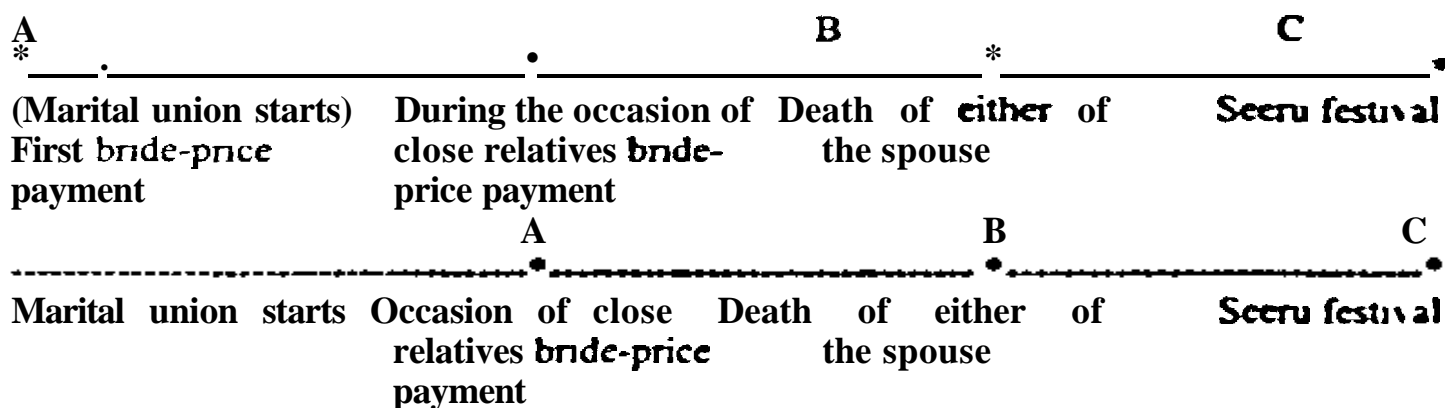 A B C
(Marital union starts) During the occasion of Death of either of Seeru festival
First bride-price close relatives bride- the spouse
payment price payment
A B C
Marital union starts Occasion of close Death of either of Seeru festival
relatives bride-price the spouse
payment